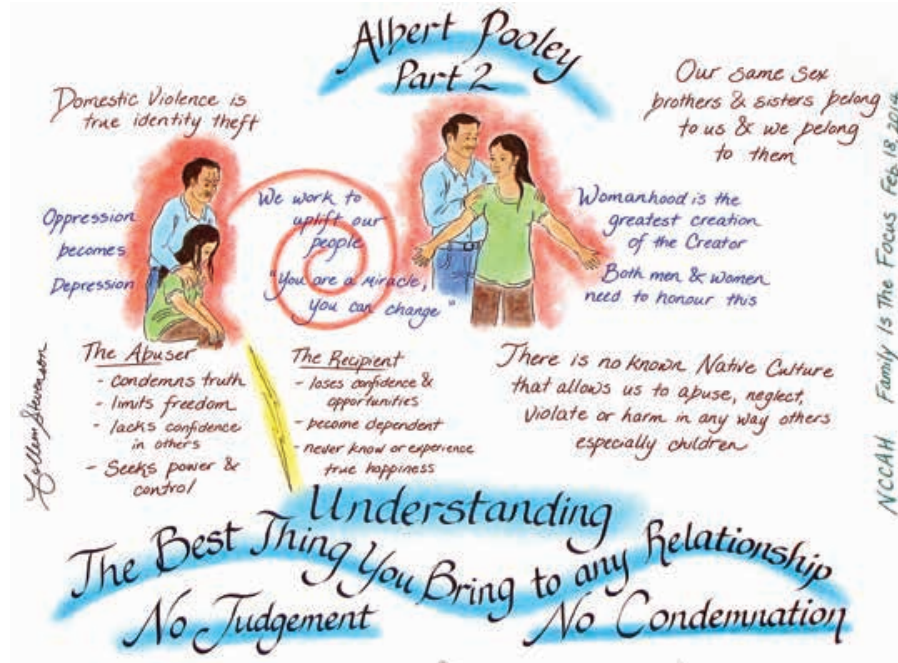 Albert Pooley
Part 2
Domestic Violence is
true identity theft
Our same sex
brothers & sisters belong
to us & we belong
to them
Oppression
becomes
Depression
We work to
uplift our
people
"You are a miracle,
you can change"
Womanhood is the
greatest creation
of the Creator
Both men & women
need to honour this
The Abuser
- condemns truth
- limits freedom
- lacks confidence
in others
- Seeks power &
control
The Recipient
- loses confidence &
opportunities
- become dependent
- never know or experience
true happiness
There is no known Native Culture
that allows us to abuse, neglect,
violate or harm in any way others
especially children
Understanding
The Best Thing You Bring to any Relationship
No Judgement
No Condemnation
NCCAH Family Is The Focus Feb 18, 2014